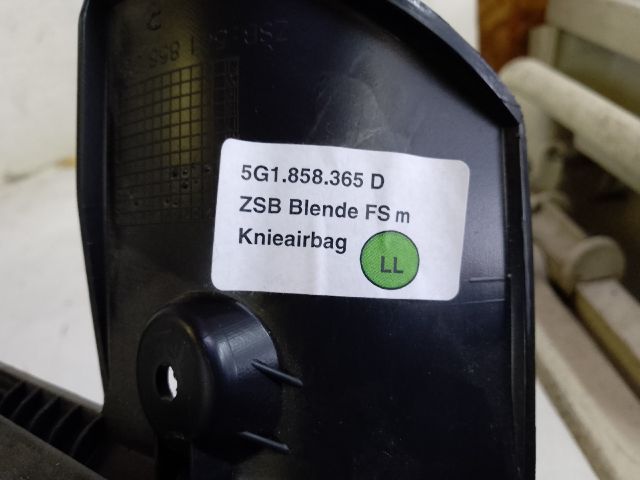 5G1.858.365 D
ZSB Blende FS m
Knieairbag
LL